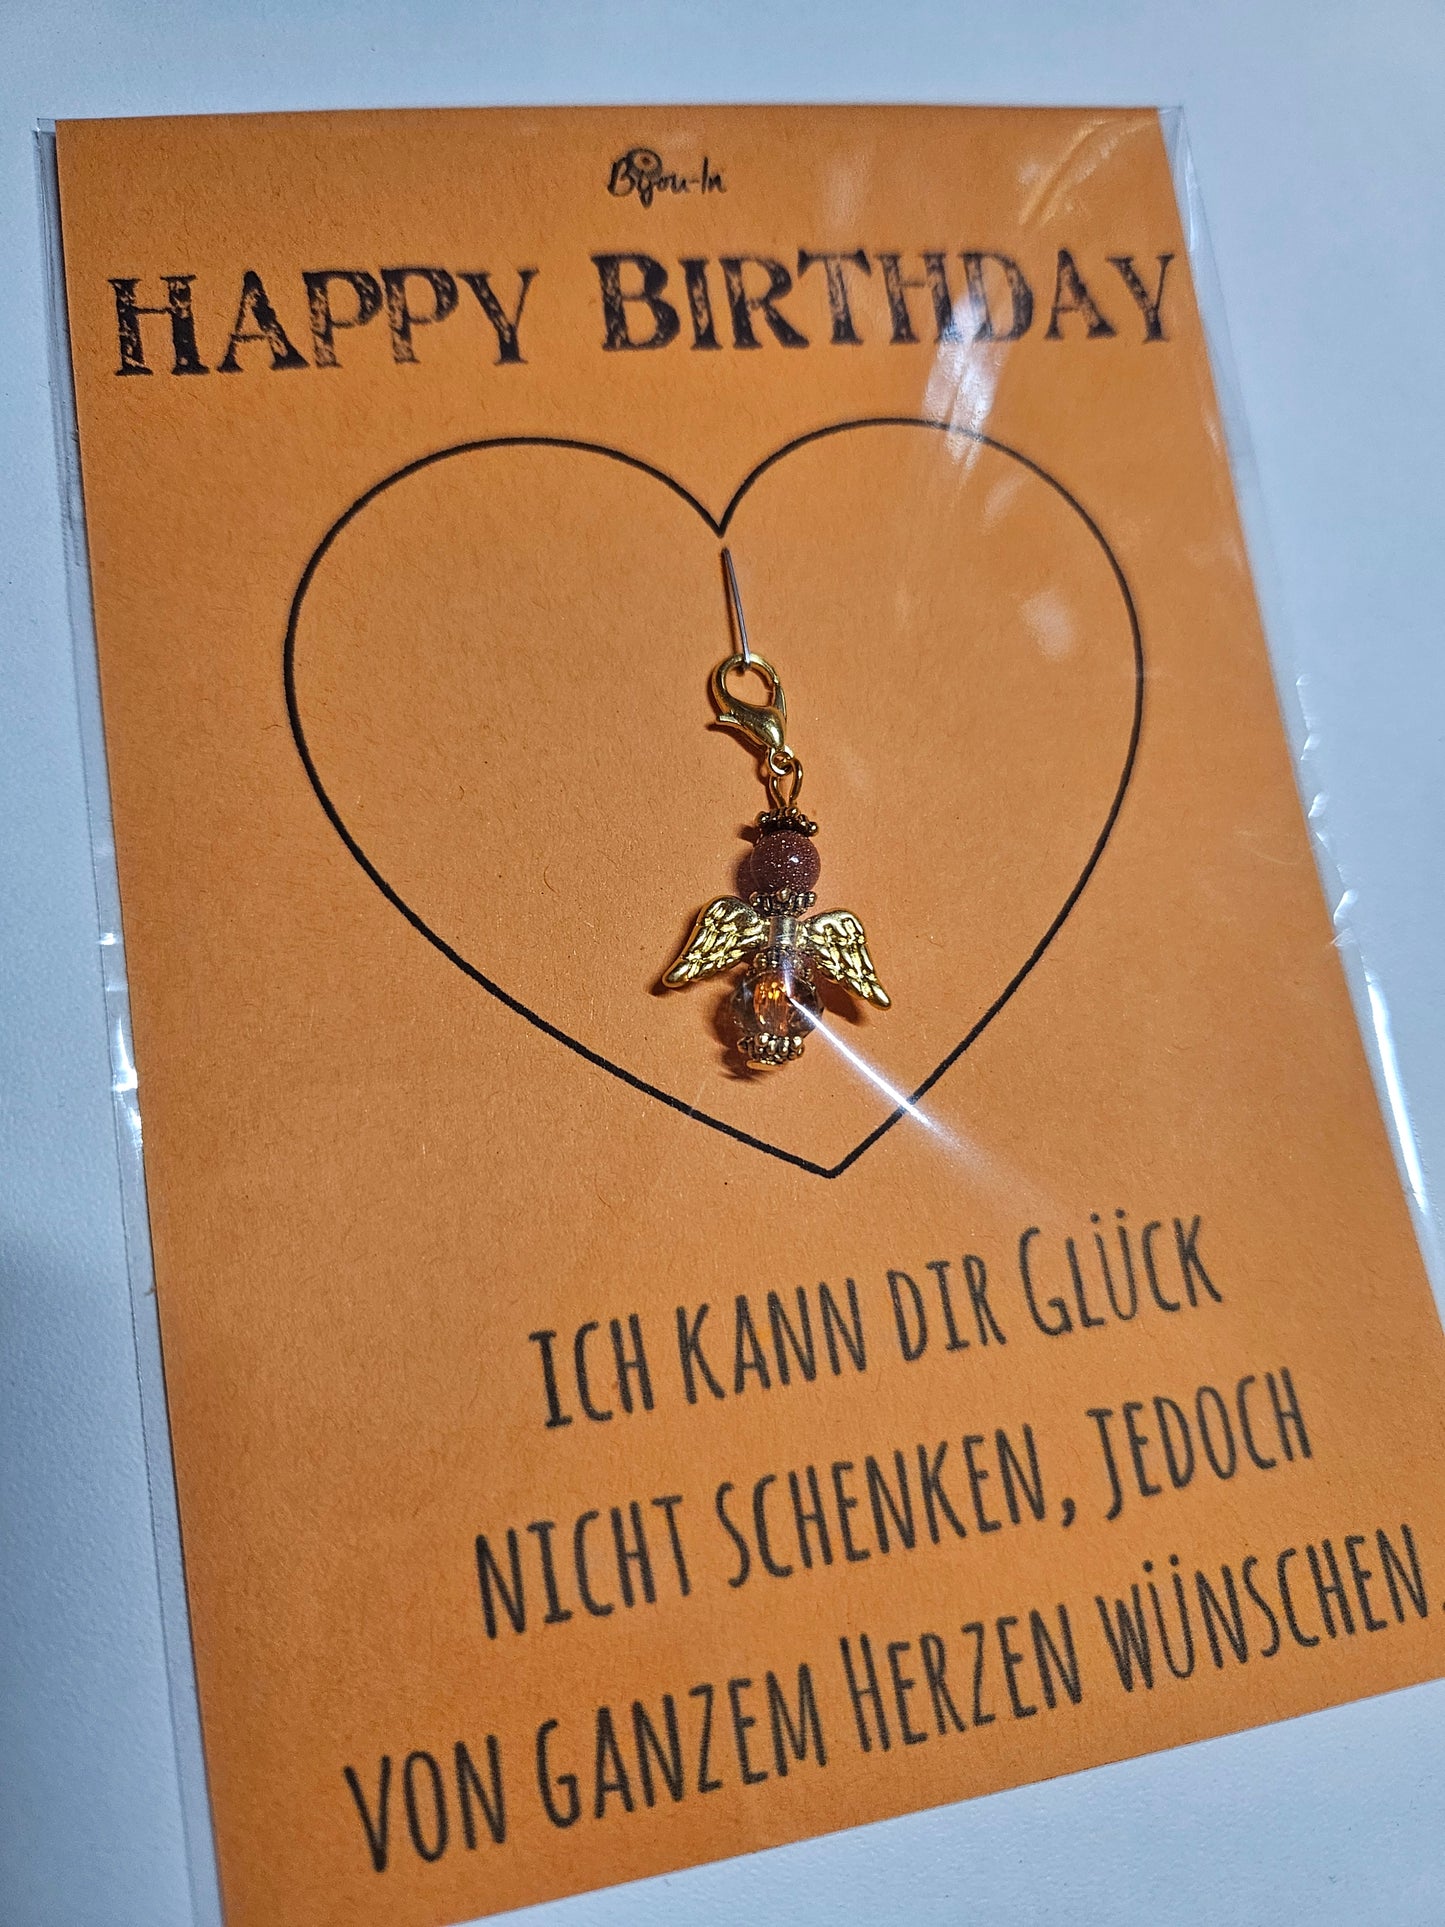 Bijou-In
HAPPY BIRTHDAY
ICH KANN DIR GLÜCK
NICHT SCHENKEN, JEDOCH
VON GANZEM HERZEN WÜNSCHEN.